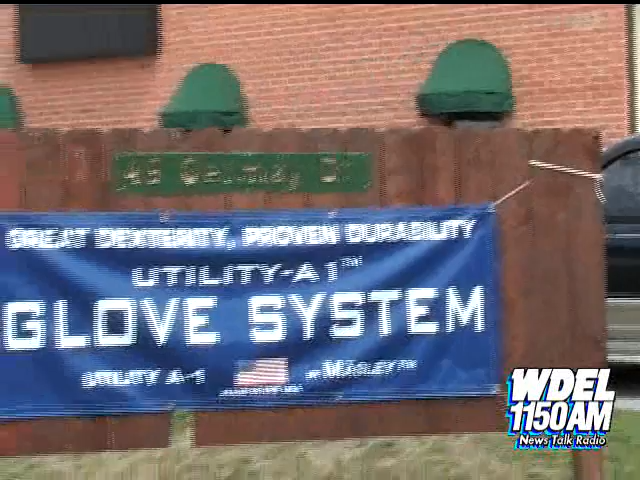 GREAT DEXTERITY, PROVEN DURABILITY
UTILITY-A1™
GLOVE SYSTEM
UTILITY A-1
WDEL
1150AM
News Talk Radio